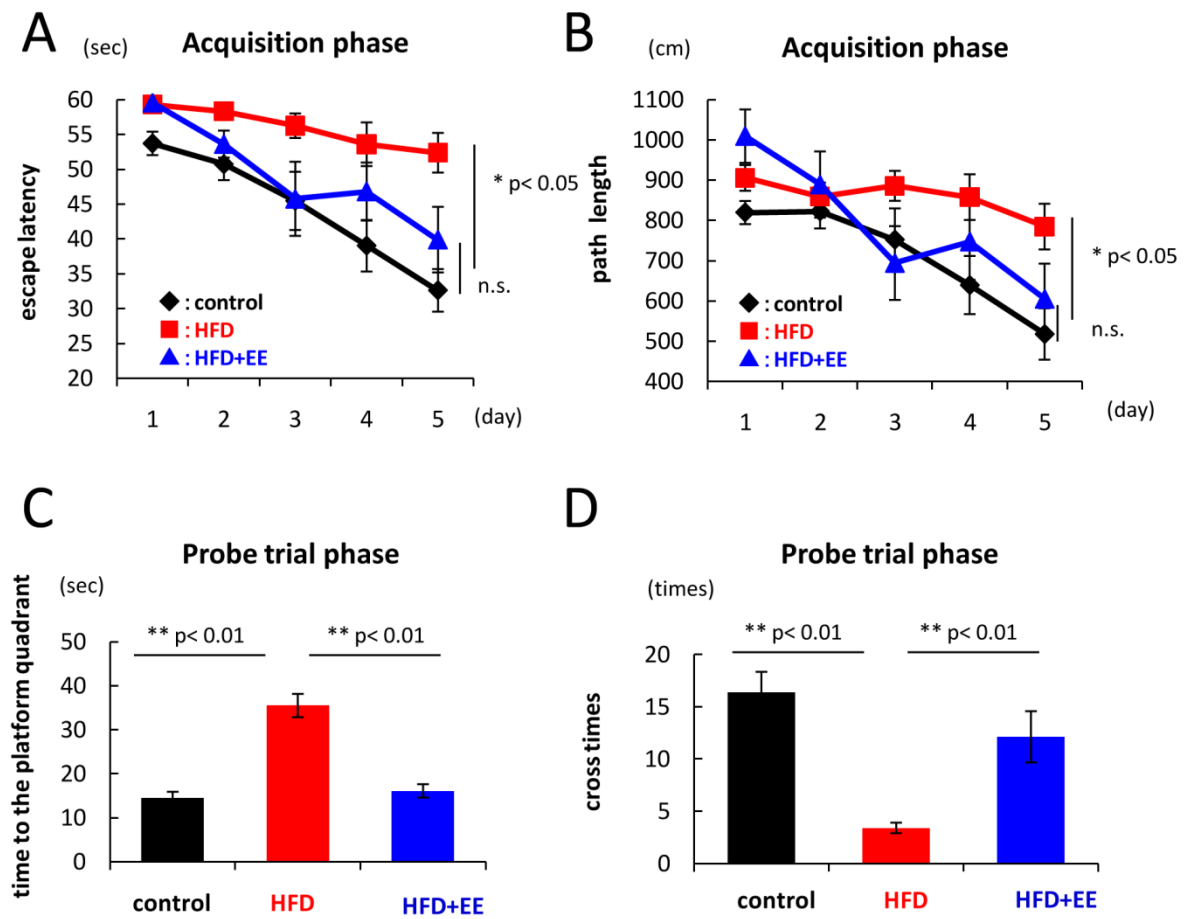 A
(sec)
Acquisition phase
escape latency
60
55
50
45
40
35
30
25
20
* p< 0.05
n.s.
: control
: HFD
: HFD+EE
1 2 3 4 5 (day)
B
(cm)
Acquisition phase
path length
1100
1000
900
800
700
600
500
400
* p< 0.05
n.s.
: control
: HFD
: HFD+EE
1 2 3 4 5 (day)
C
Probe trial phase
(sec)
time to the platform quadrant
** p< 0.01 ** p< 0.01
50
40
30
20
10
0
control HFD HFD+EE
D
Probe trial phase
(times)
cross times
** p< 0.01 ** p< 0.01
20
15
10
5
0
control HFD HFD+EE